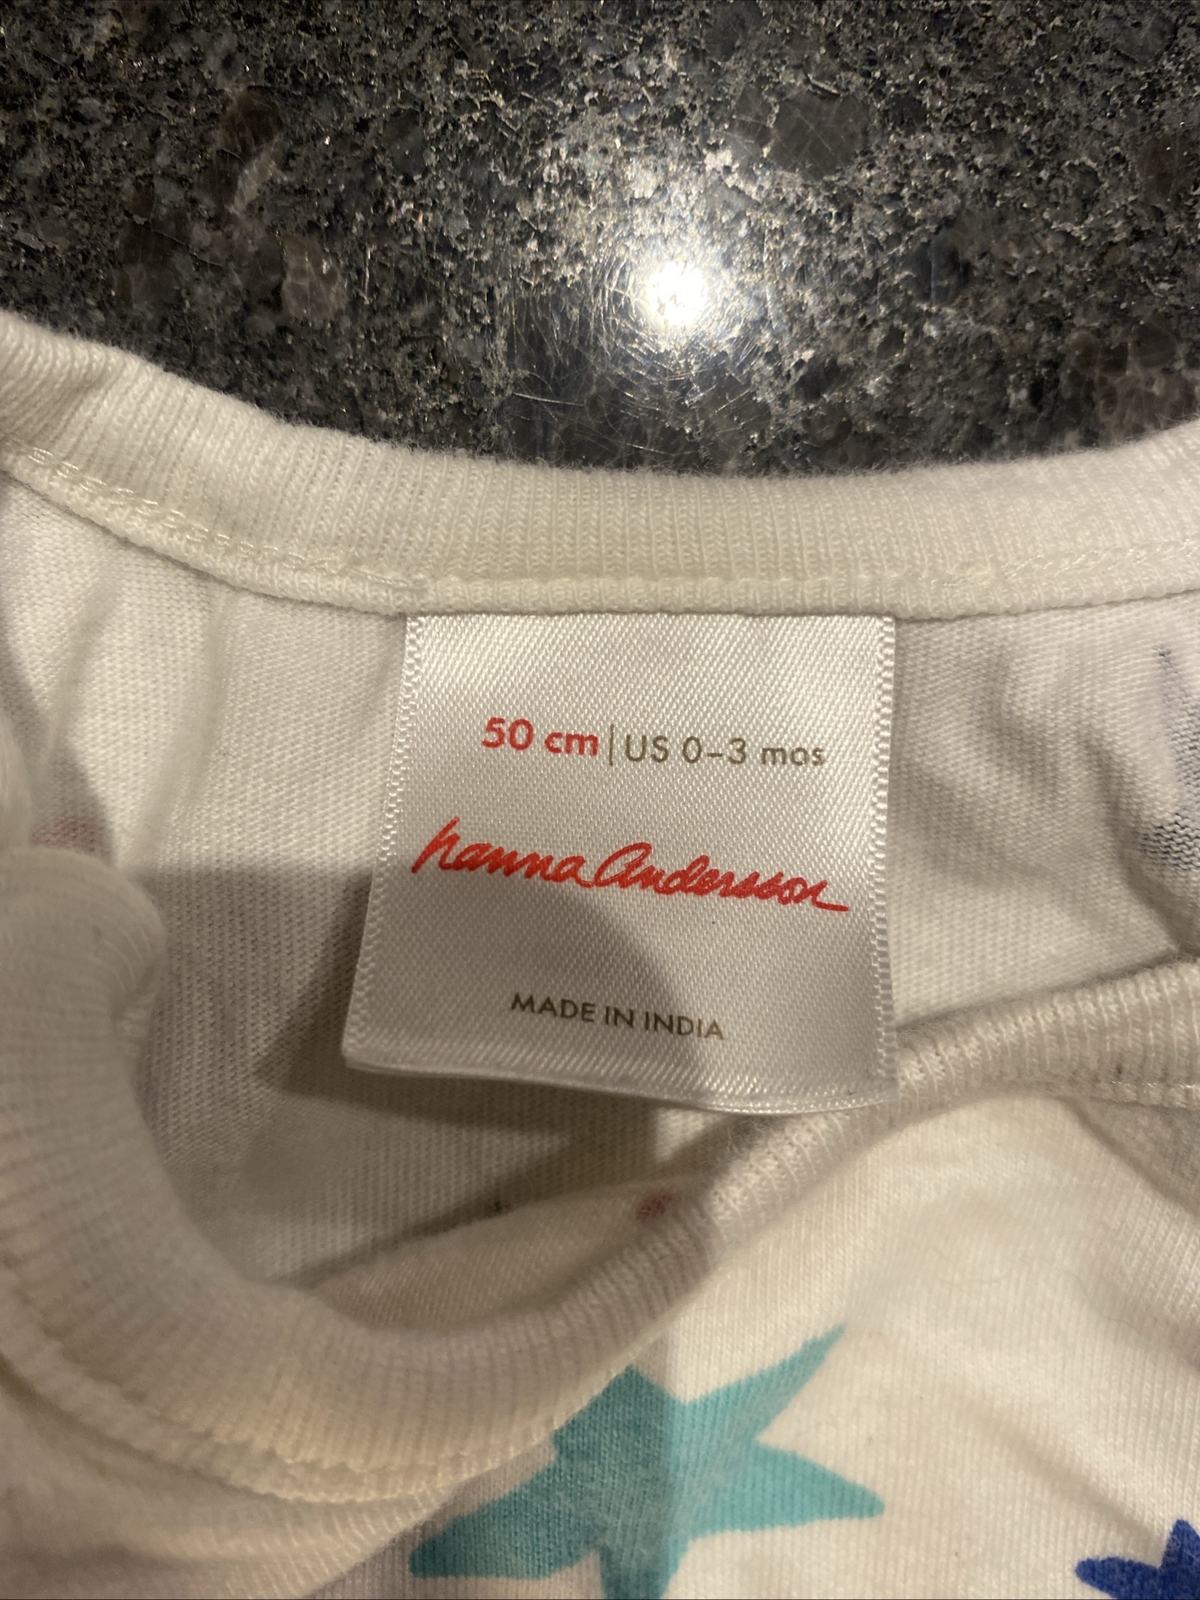 50 cm | US 0-3 mos
hanna Andersson
MADE IN INDIA